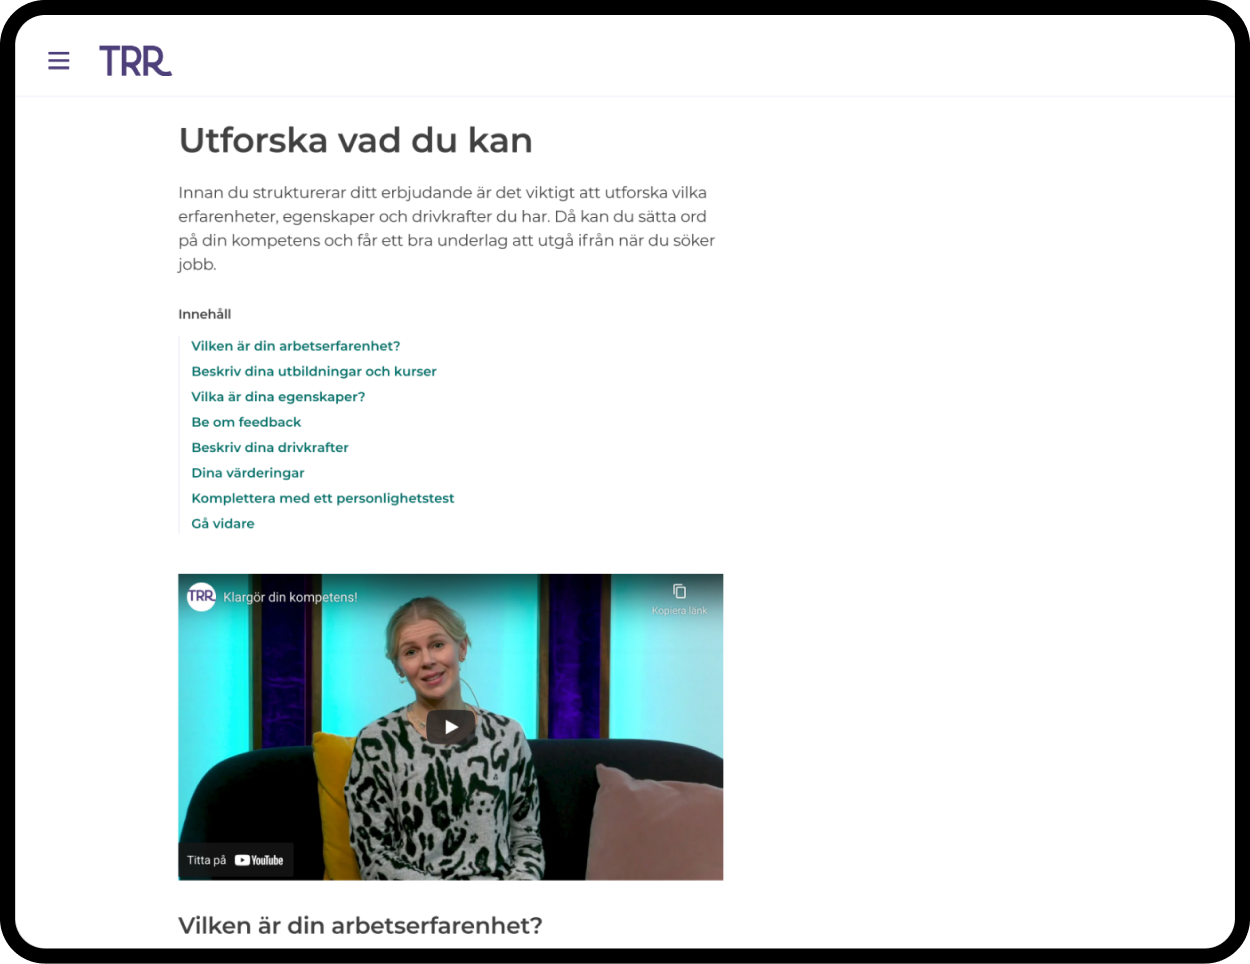 TRR
Utforska vad du kan
Innan du strukturerar ditt erbjudande är det viktigt att utforska vilka
erfarenheter, egenskaper och drivkrafter du har. Då kan du sätta ord
på din kompetens och får ett bra underlag att utgå ifrån när du söker
jobb.
Innehåll
Vilken är din arbetserfarenhet?
Beskriv dina utbildningar och kurser
Vilka är dina egenskaper?
Be om feedback
Beskriv dina drivkrafter
Dina värderingar
Komplettera med ett personlighetstest
Gå vidare
TRR Klargör din kompetens!
Kopiera länk
Titta på YouTube
Vilken är din arbetserfarenhet?